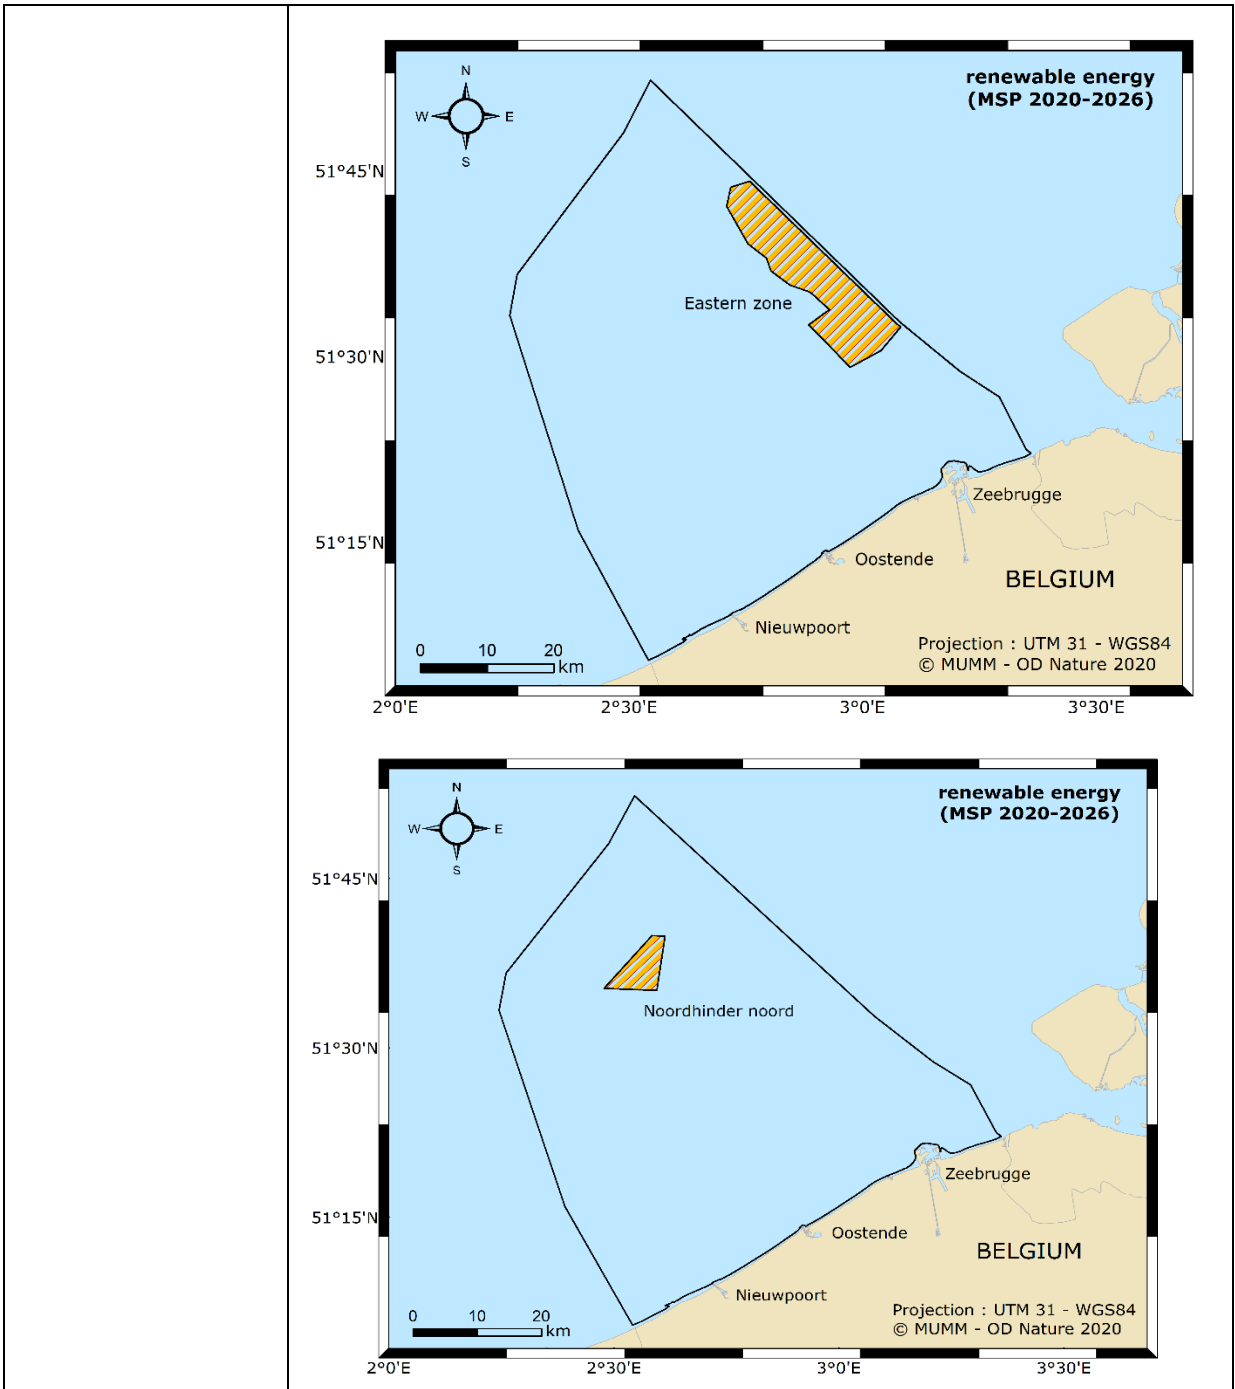 renewable energy
(MSP 2020-2026)
N
W E
S
51°45'N
Eastern zone
51°30'N
Zeebrugge
51°15'N
Oostende
BELGIUM
Nieuwpoort
Projection : UTM 31 - WGS84
© MUMM - OD Nature 2020
0 10 20
km
2°0'E 2°30'E 3°0'E 3°30'E
renewable energy
(MSP 2020-2026)
N
W E
S
51°45'N
Noordhinder noord
51°30'N
Zeebrugge
51°15'N
Oostende
BELGIUM
Nieuwpoort
Projection : UTM 31 - WGS84
© MUMM - OD Nature 2020
0 10 20
km
2°0'E 2°30'E 3°0'E 3°30'E